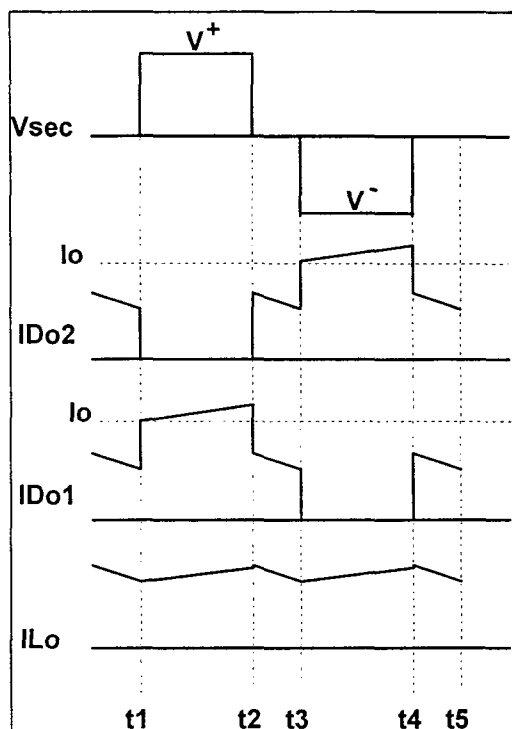 V⁺
Vsec
V⁻
Io
IDo2
Io
IDo1
ILo
t1 t2 t3 t4 t5